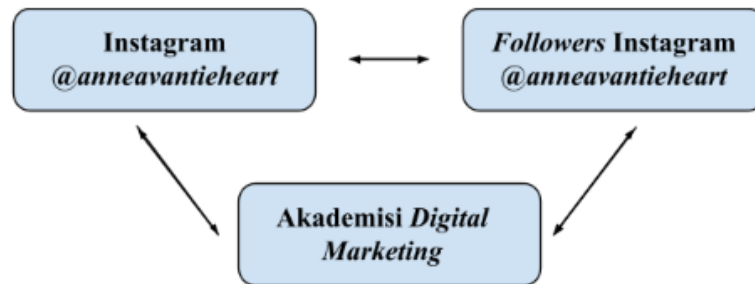 Instagram
@anneavantieheart
Followers Instagram
@anneavantieheart
Akademisi Digital
Marketing